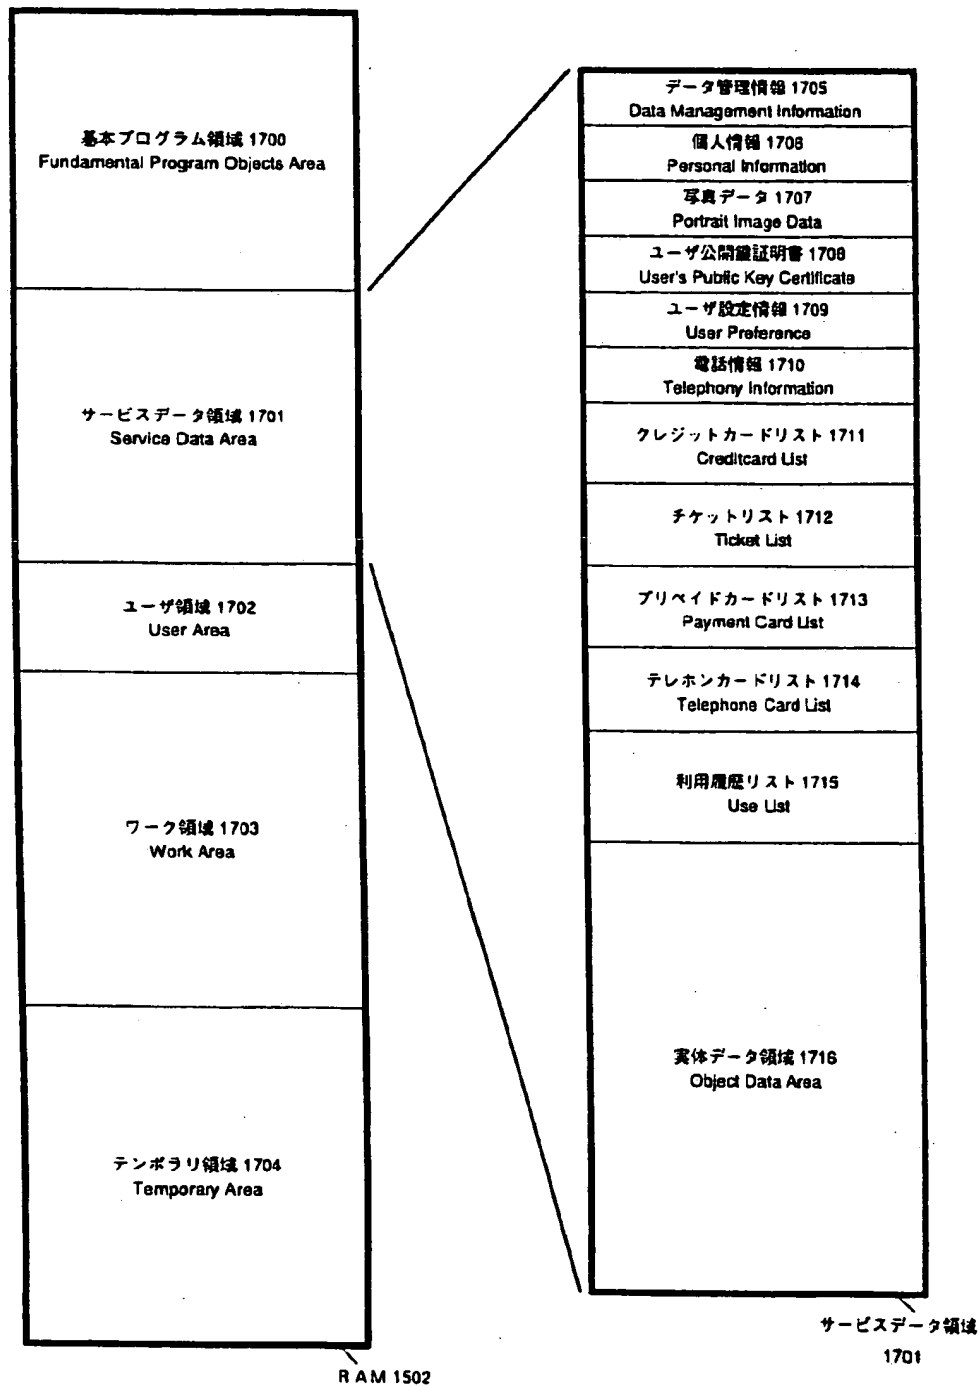 基本プログラム領域 1700
Fundamental Program Objects Area
サービスデータ領域 1701
Service Data Area
ユーザ領域 1702
User Area
ワーク領域 1703
Work Area
テンポラリ領域 1704
Temporary Area
RAM 1502
データ管理情報 1705
Data Management Information
個人情報 1706
Personal Information
写真データ 1707
Portrait Image Data
ユーザ公開鍵証明書 1708
User's Public Key Certificate
ユーザ設定情報 1709
User Preference
電話情報 1710
Telephony Information
クレジットカードリスト 1711
Creditcard List
チケットリスト 1712
Ticket List
プリペイドカードリスト 1713
Payment Card List
テレホンカードリスト 1714
Telephone Card List
利用履歴リスト 1715
Use List
実体データ領域 1716
Object Data Area
サービスデータ領域
1701